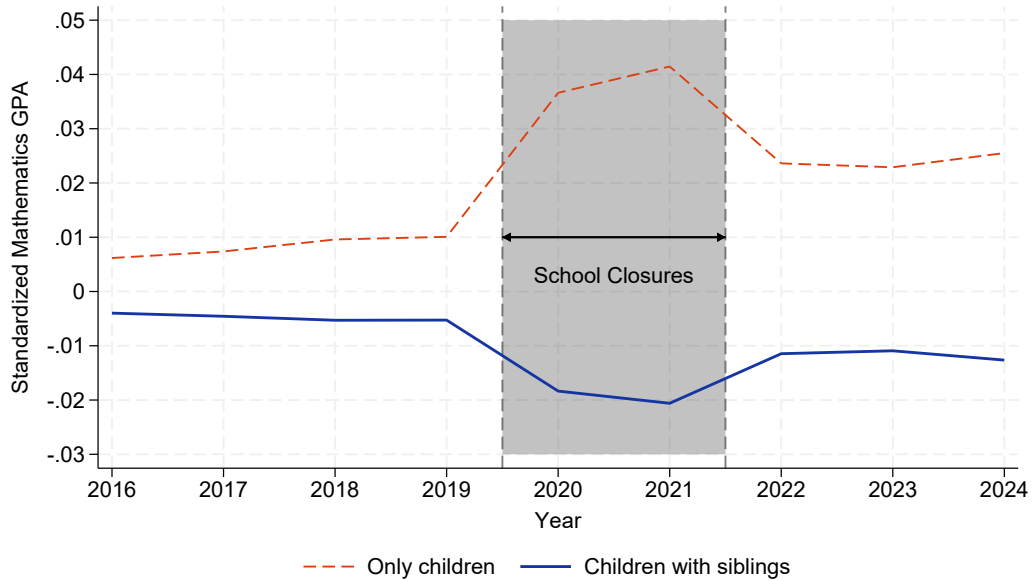 Standardized Mathematics GPA
.05
.04
.03
.02
.01
0
-.01
-.02
-.03
School Closures
2016 2017 2018 2019 2020 2021 2022 2023 2024
Year
Only children Children with siblings